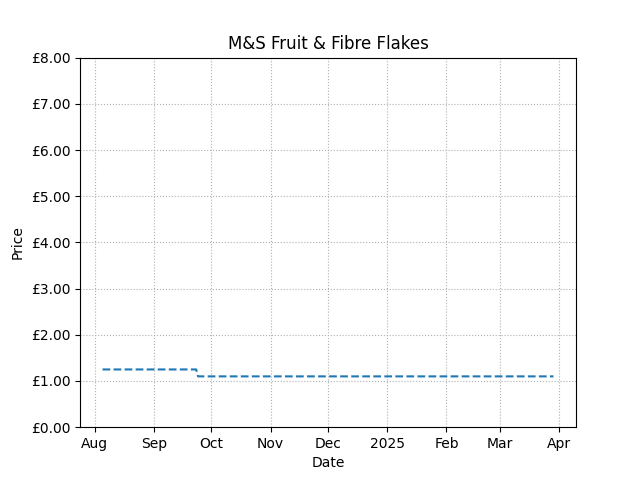 M&S Fruit & Fibre Flakes
£8.00
£7.00
£6.00
£5.00
£4.00
£3.00
£2.00
£1.00
£0.00
Price
Aug Sep Oct Nov Dec 2025 Feb Mar Apr
Date